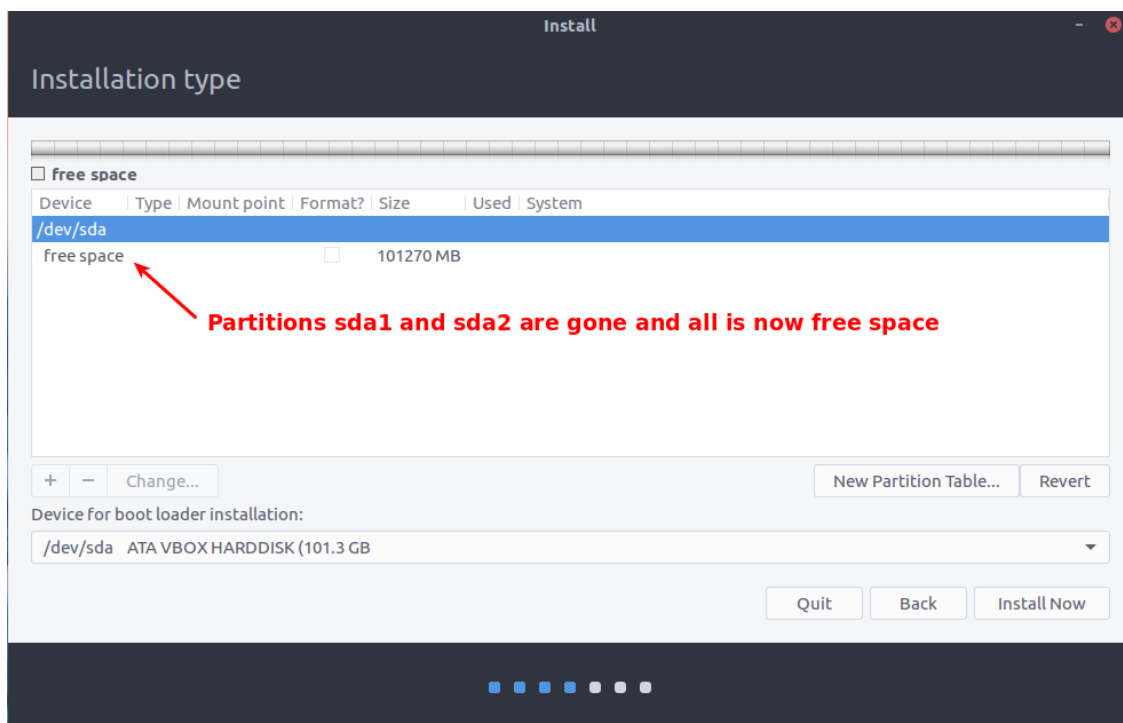 Install
Installation type
free space
Device Type Mount point Format? Size Used System
/dev/sda
free space 101270 MB
Partitions sda1 and sda2 are gone and all is now free space
+ − Change... New Partition Table... Revert
Device for boot loader installation:
/dev/sda ATA VBOX HARDDISK (101.3 GB
Quit Back Install Now